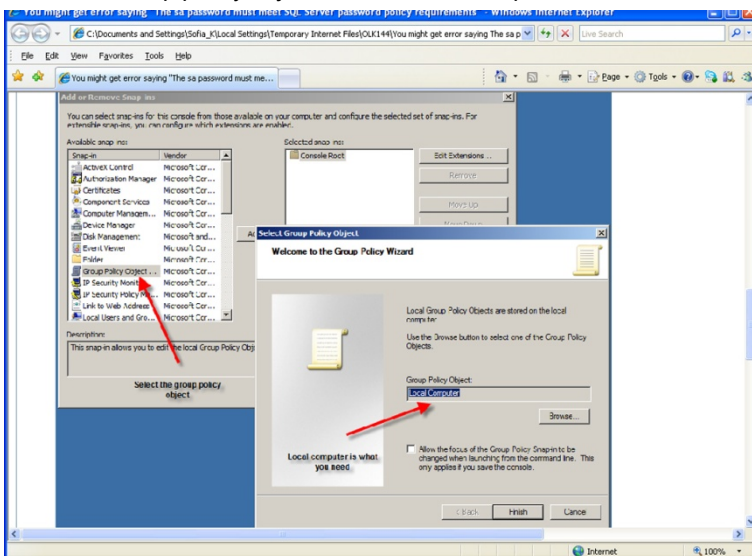 You might get error saying "The sa password must meet SQL Server password policy requirements" - Windows Internet Explorer
C:\Documents and Settings\Sofia_K\Local Settings\Temporary Internet Files\OLK144\You might get error saying The sa p
Live Search
File Edit View Favorites Tools Help
You might get error saying "The sa password must me...
Page Tools
Add or Remove Snap-ins
You can select snap-ins for this console from those available on your computer and configure the selected set of snap-ins. For
extensible snap-ins, you can configure which extensions are enabled.
Available snap-ins:
Selected snap-ins:
Snap-in Vendor
Console Root
Edit Extensions ...
ActiveX Control Microsoft Cor...
Remove
Authorization Manager Microsoft Cor...
Certificates Microsoft Cor...
Component Services Microsoft Cor...
Move Up
Computer Managem... Microsoft Cor...
Move Down
Device Manager Microsoft Cor...
Disk Management Microsoft and...
Event Viewer Microsoft Cor...
Folder Microsoft Cor...
Group Policy Object ... Microsoft Cor...
IP Security Monit Microsoft Cor...
IP Security Policy M... Microsoft Cor...
Link to Web Address Microsoft Cor...
Local Users and Gro... Microsoft Cor...
Description:
This snap-in allows you to edit the local Group Policy Obj
Select the group policy
object
Select Group Policy Object
Welcome to the Group Policy Wizard
Local Group Policy Objects are stored on the local
computer.
Use the Browse button to select one of the Group Policy
Objects.
Group Policy Object:
Local Computer
Browse...
Local computer is what
you need
Allow the focus of the Group Policy Snap-in to be
changed when launching from the command line. This
only applies if you save the console.
< Back Finish Cancel
Internet 100%